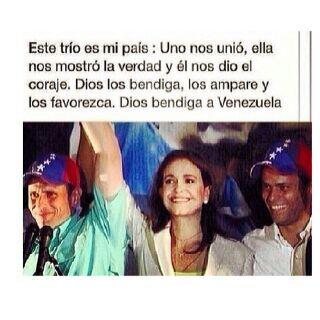 Este trío es mi país : Uno nos unió, ella
nos mostró la verdad y él nos dio el
coraje. Dios los bendiga, los ampare y
los favorezca. Dios bendiga a Venezuela